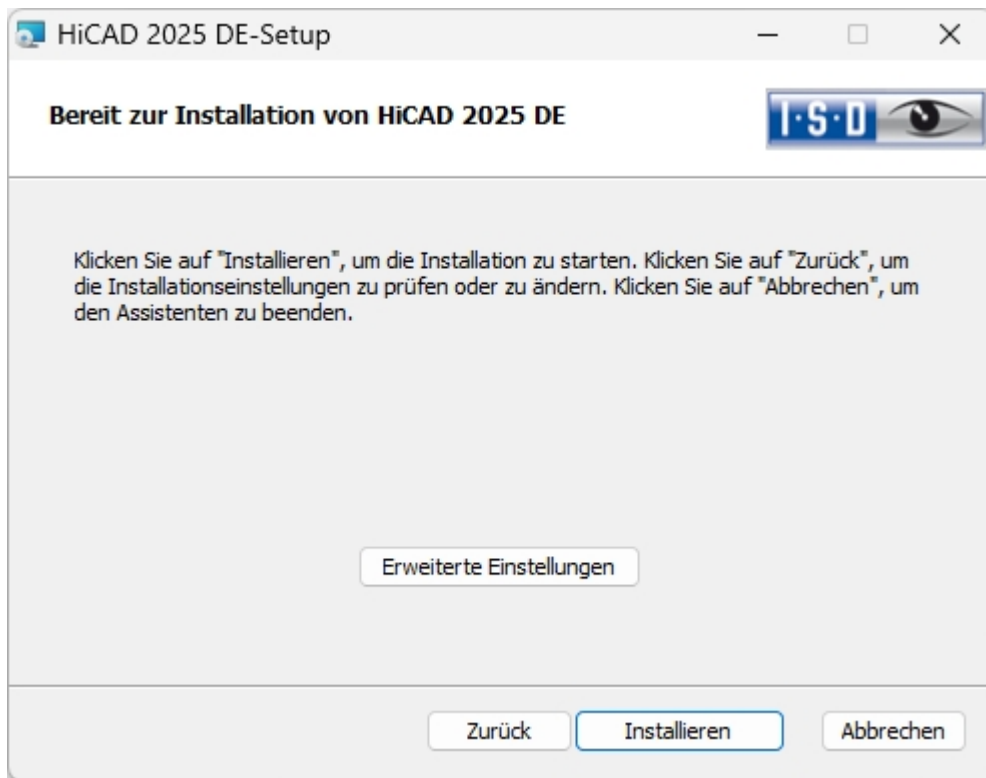 HiCAD 2025 DE-Setup
Bereit zur Installation von HiCAD 2025 DE
I·S·D
Klicken Sie auf "Installieren", um die Installation zu starten. Klicken Sie auf "Zurück", um
die Installationseinstellungen zu prüfen oder zu ändern. Klicken Sie auf "Abbrechen", um
den Assistenten zu beenden.
Erweiterte Einstellungen
Zurück
Installieren
Abbrechen